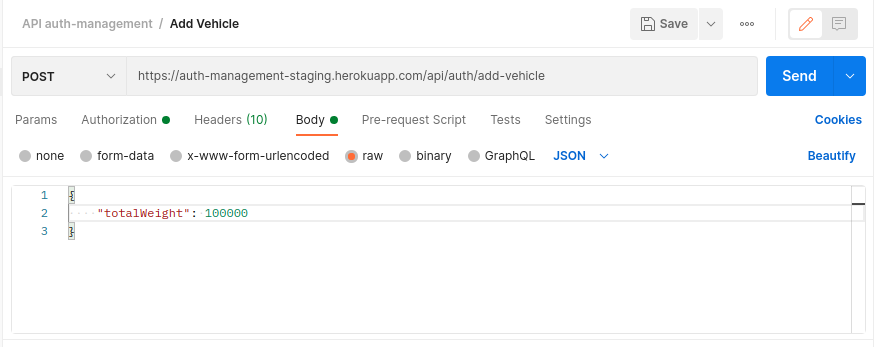 API auth-management / Add Vehicle Save
POST https://auth-management-staging.herokuapp.com/api/auth/add-vehicle Send
Params Authorization Headers (10) Body Pre-request Script Tests Settings Cookies
none form-data x-www-form-urlencoded raw binary GraphQL JSON Beautify
1 {
2 "totalWeight": 100000
3 }